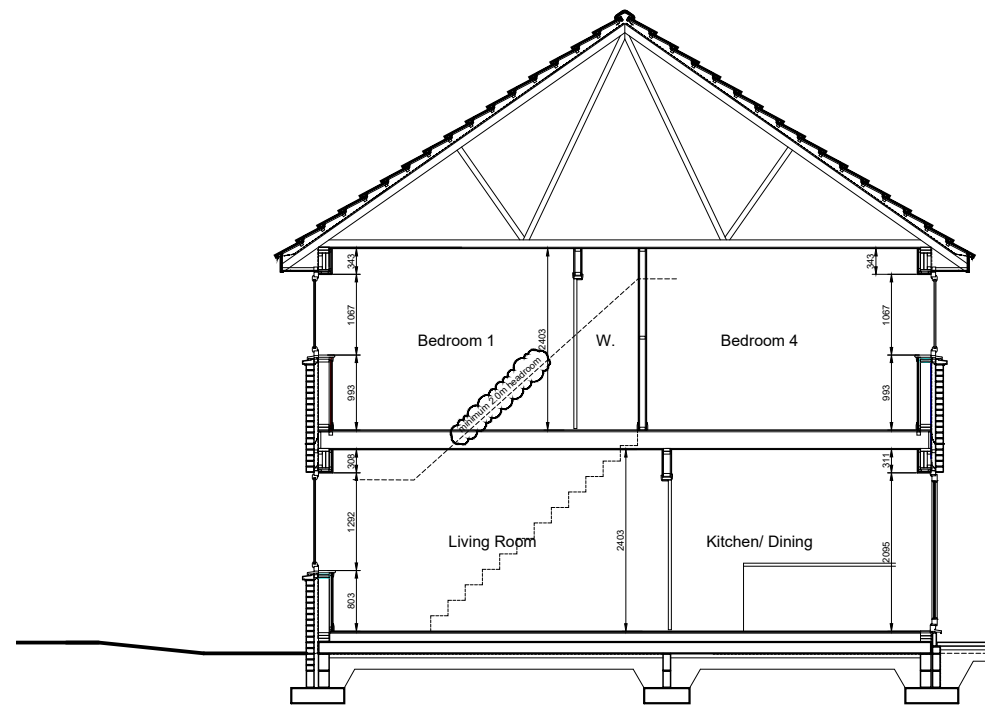 343
343
1067
1067
Bedroom 1
2403
W.
Bedroom 4
minimum 2.0m headroom
993
993
308
311
1292
Living Room
2403
Kitchen/ Dining
2095
803